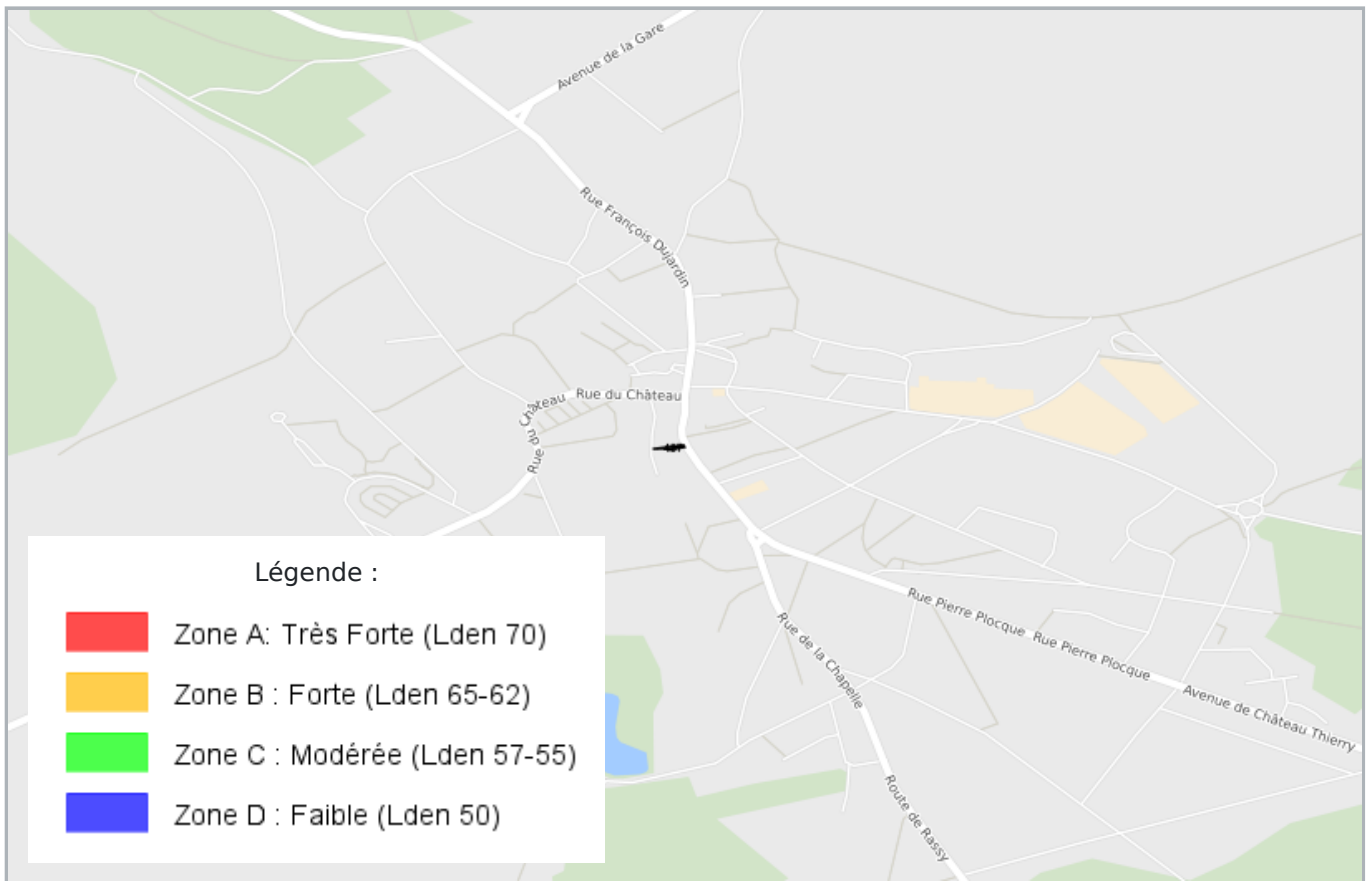 Avenue de la Gare
Rue François Dujardin
Rue du Château
Rue du Château
Rue Pierre Plocque
Rue Pierre Plocque
Rue de la Chapelle
Avenue de Château Thierry
Route de Rassy
Légende :
Zone A: Très Forte (Lden 70)
Zone B : Forte (Lden 65-62)
Zone C : Modérée (Lden 57-55)
Zone D : Faible (Lden 50)